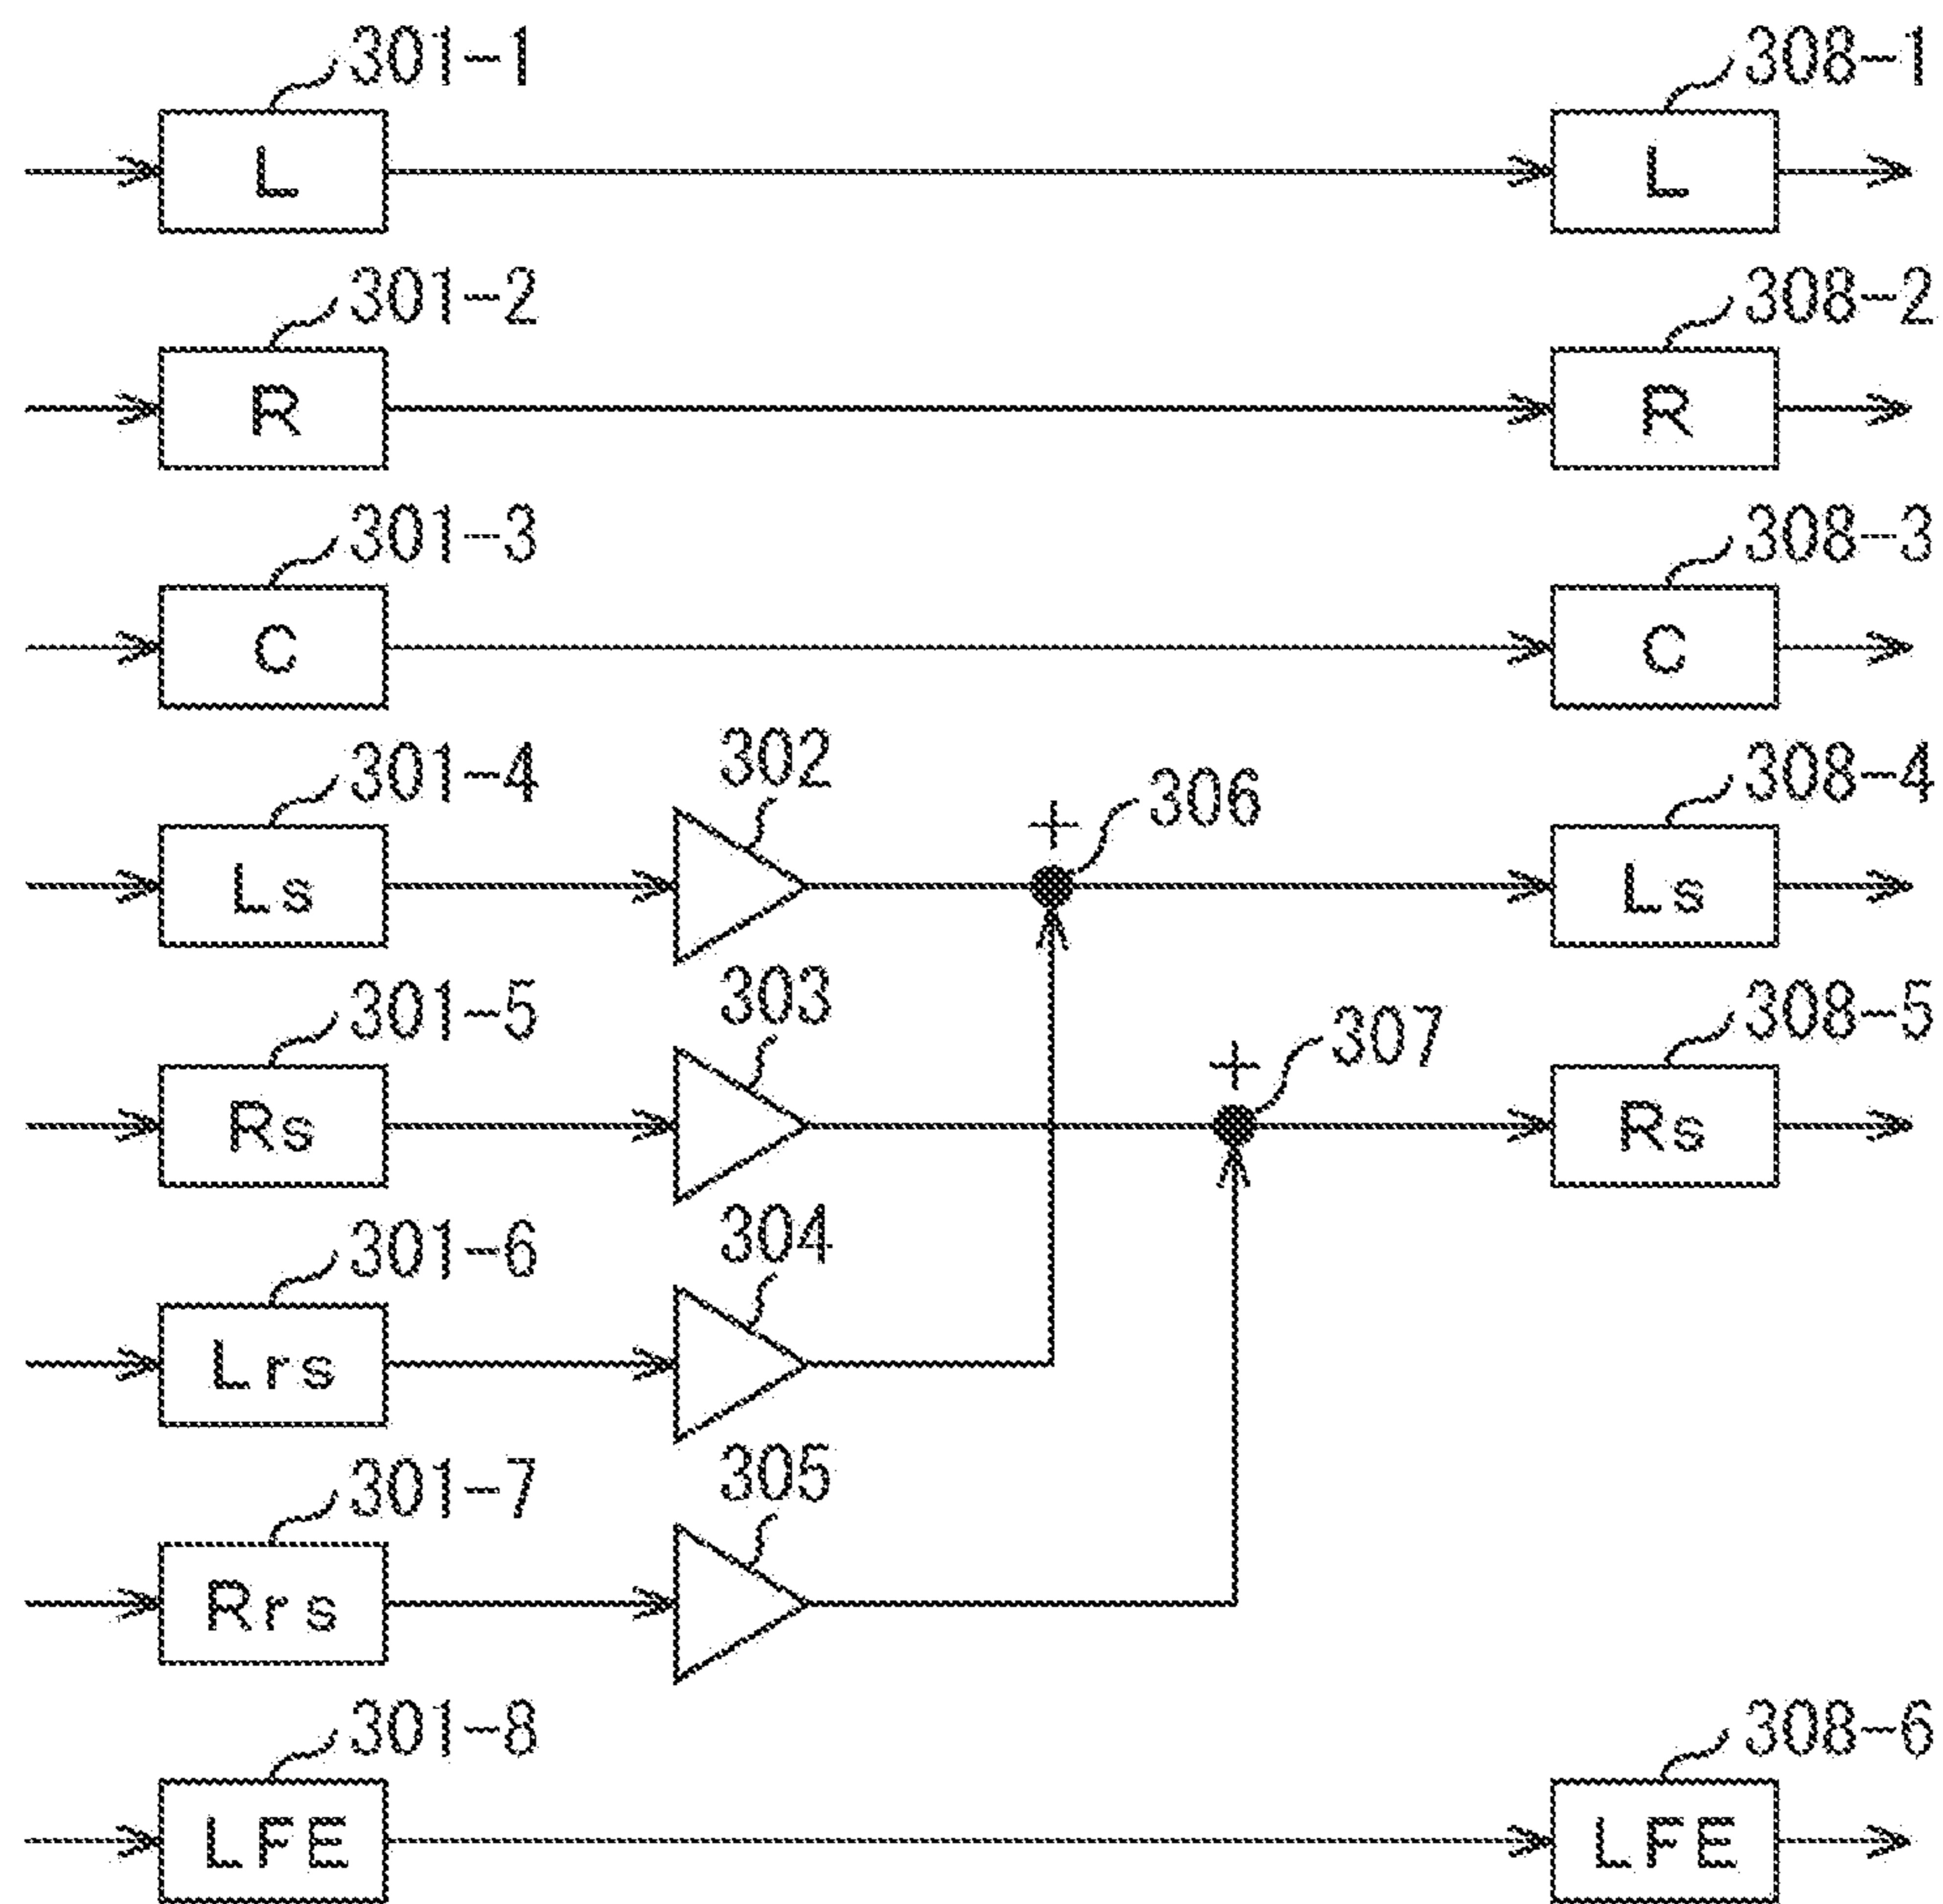 301-1 308-1
L L
301-2 308-2
R R
301-3 308-3
C C
301-4 302 306 308-4
+
Ls Ls
301-5 303 307 308-5
+
Rs Rs
301-6 304
Lrs
301-7 305
Rrs
301-8 308-6
LFE LFE